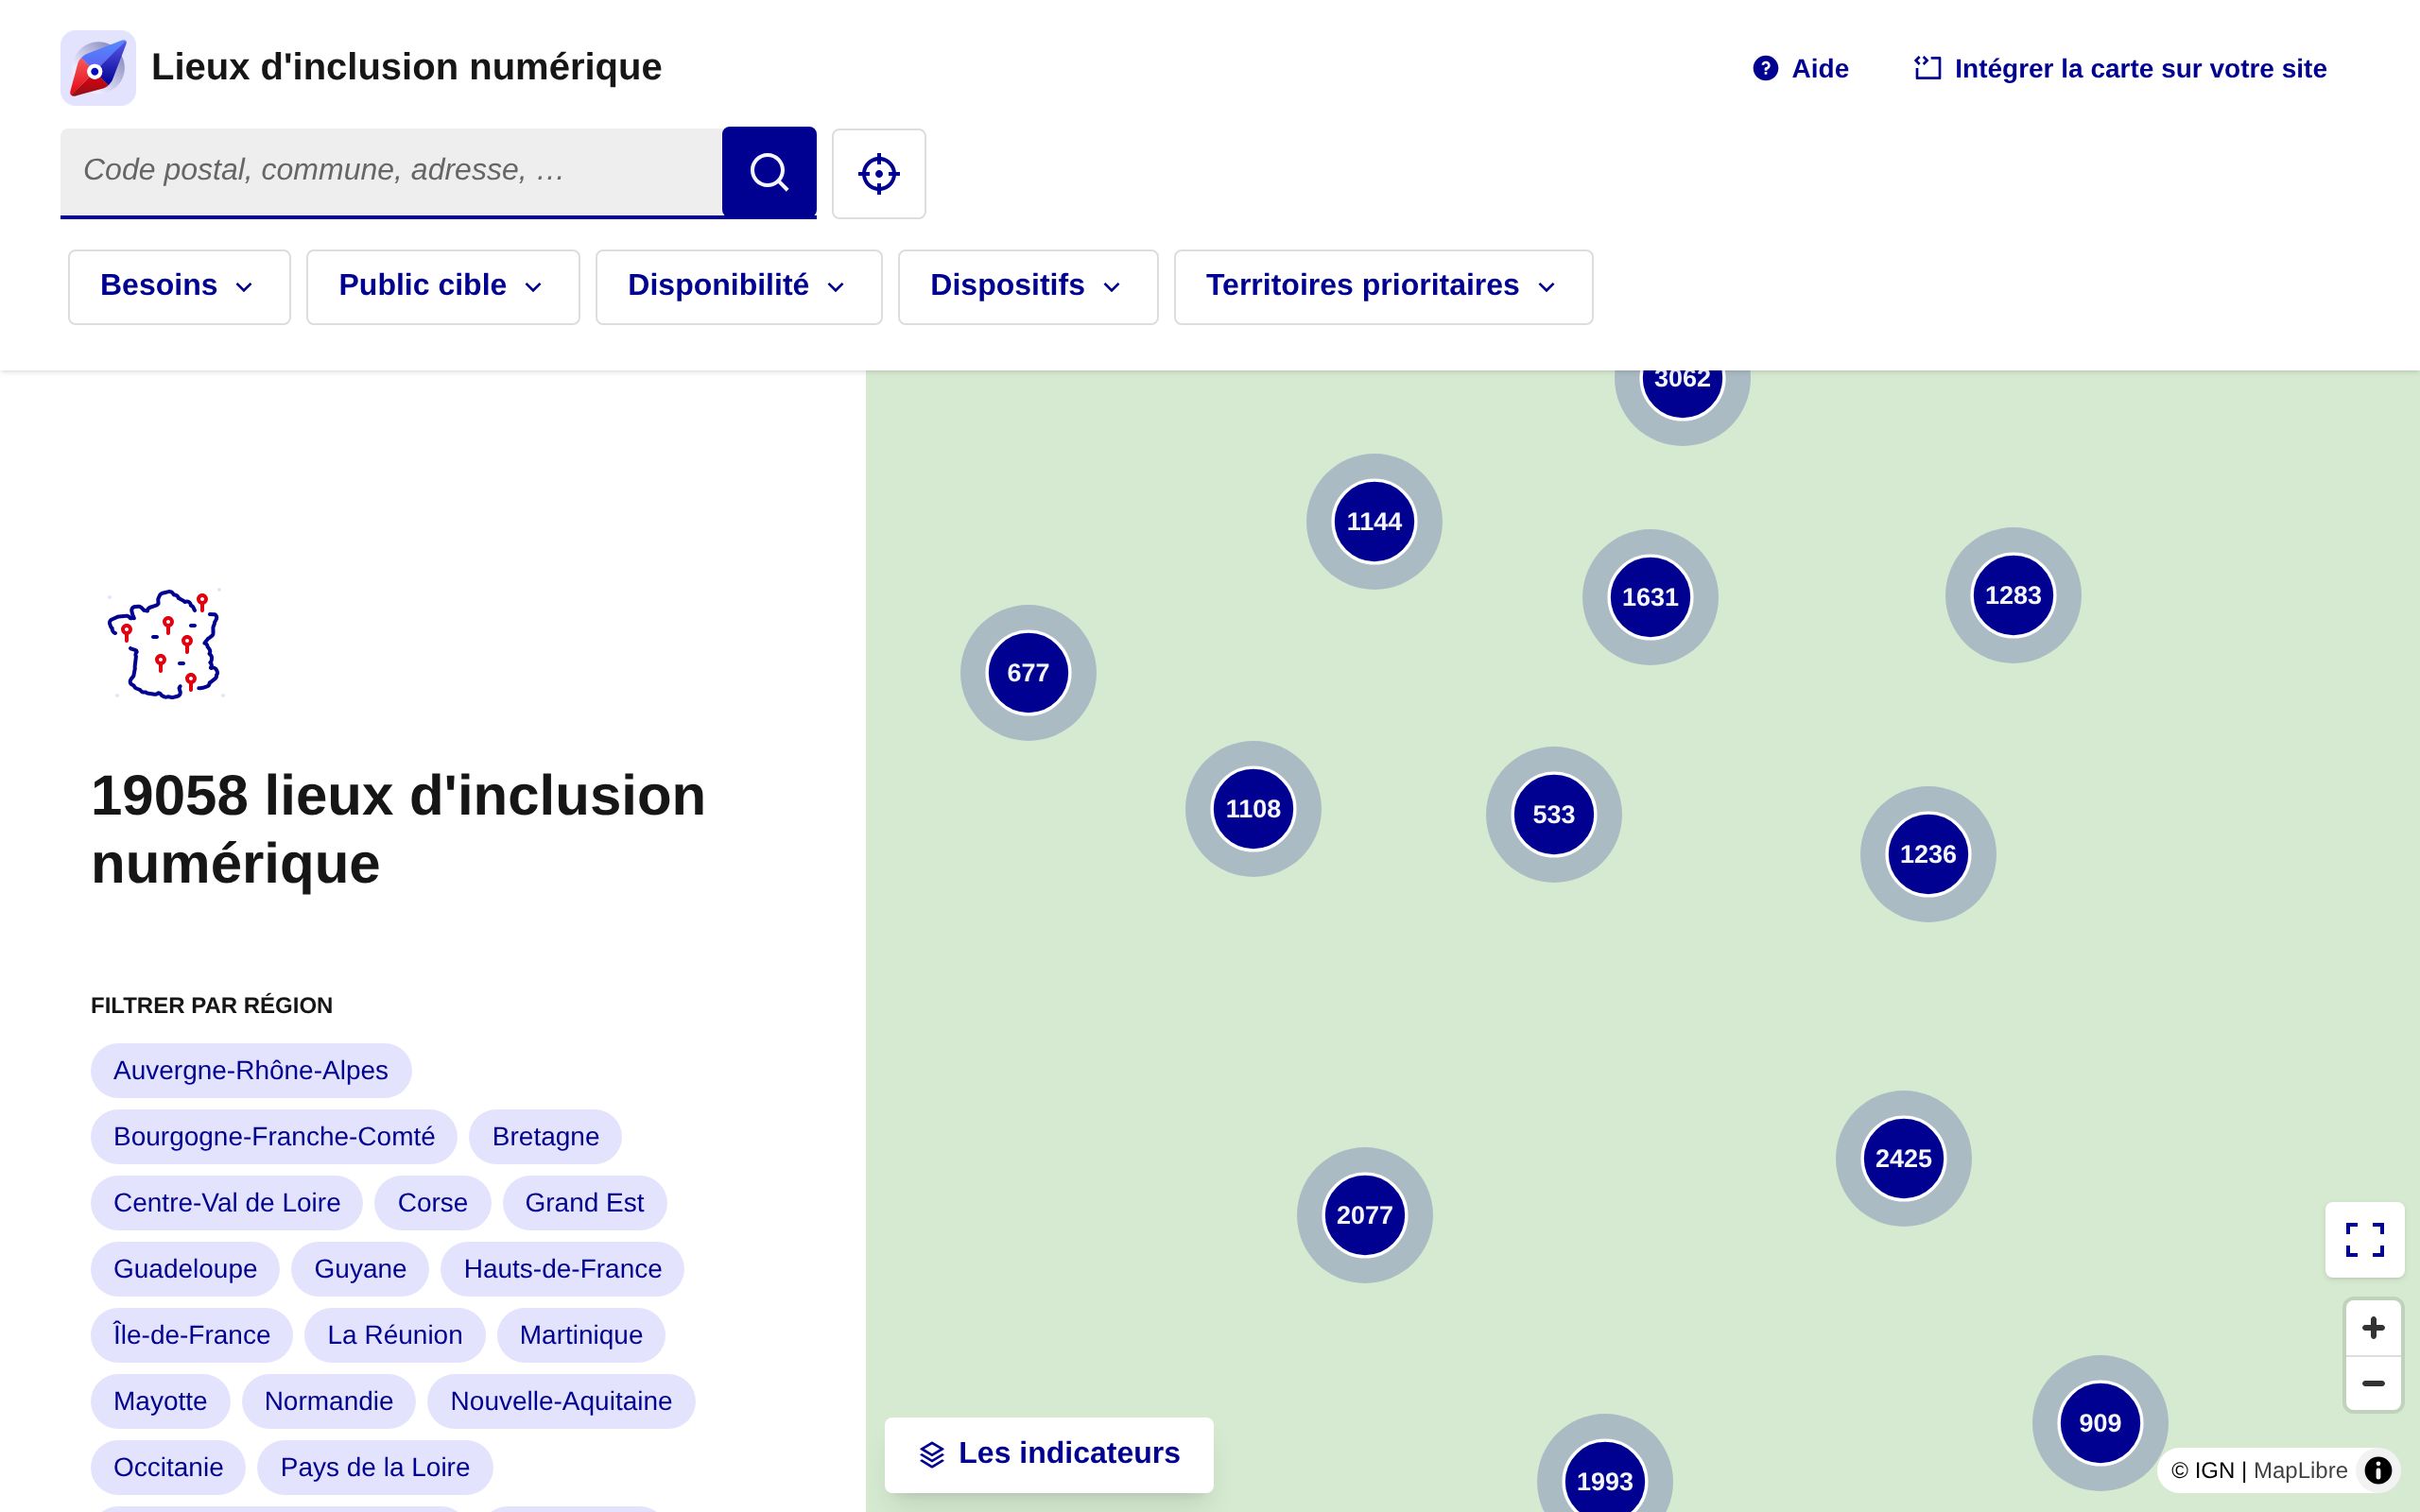 Lieux d'inclusion numérique
Aide
Intégrer la carte sur votre site
Code postal, commune, adresse, …
Besoins
Public cible
Disponibilité
Dispositifs
Territoires prioritaires
19058 lieux d'inclusion
numérique
FILTRER PAR RÉGION
Auvergne-Rhône-Alpes
Bourgogne-Franche-Comté
Bretagne
Centre-Val de Loire
Corse
Grand Est
Guadeloupe
Guyane
Hauts-de-France
Île-de-France
La Réunion
Martinique
Mayotte
Normandie
Nouvelle-Aquitaine
Occitanie
Pays de la Loire
3062
1144
1631
1283
677
1108
533
1236
2425
2077
909
1993
Les indicateurs
© IGN | MapLibre